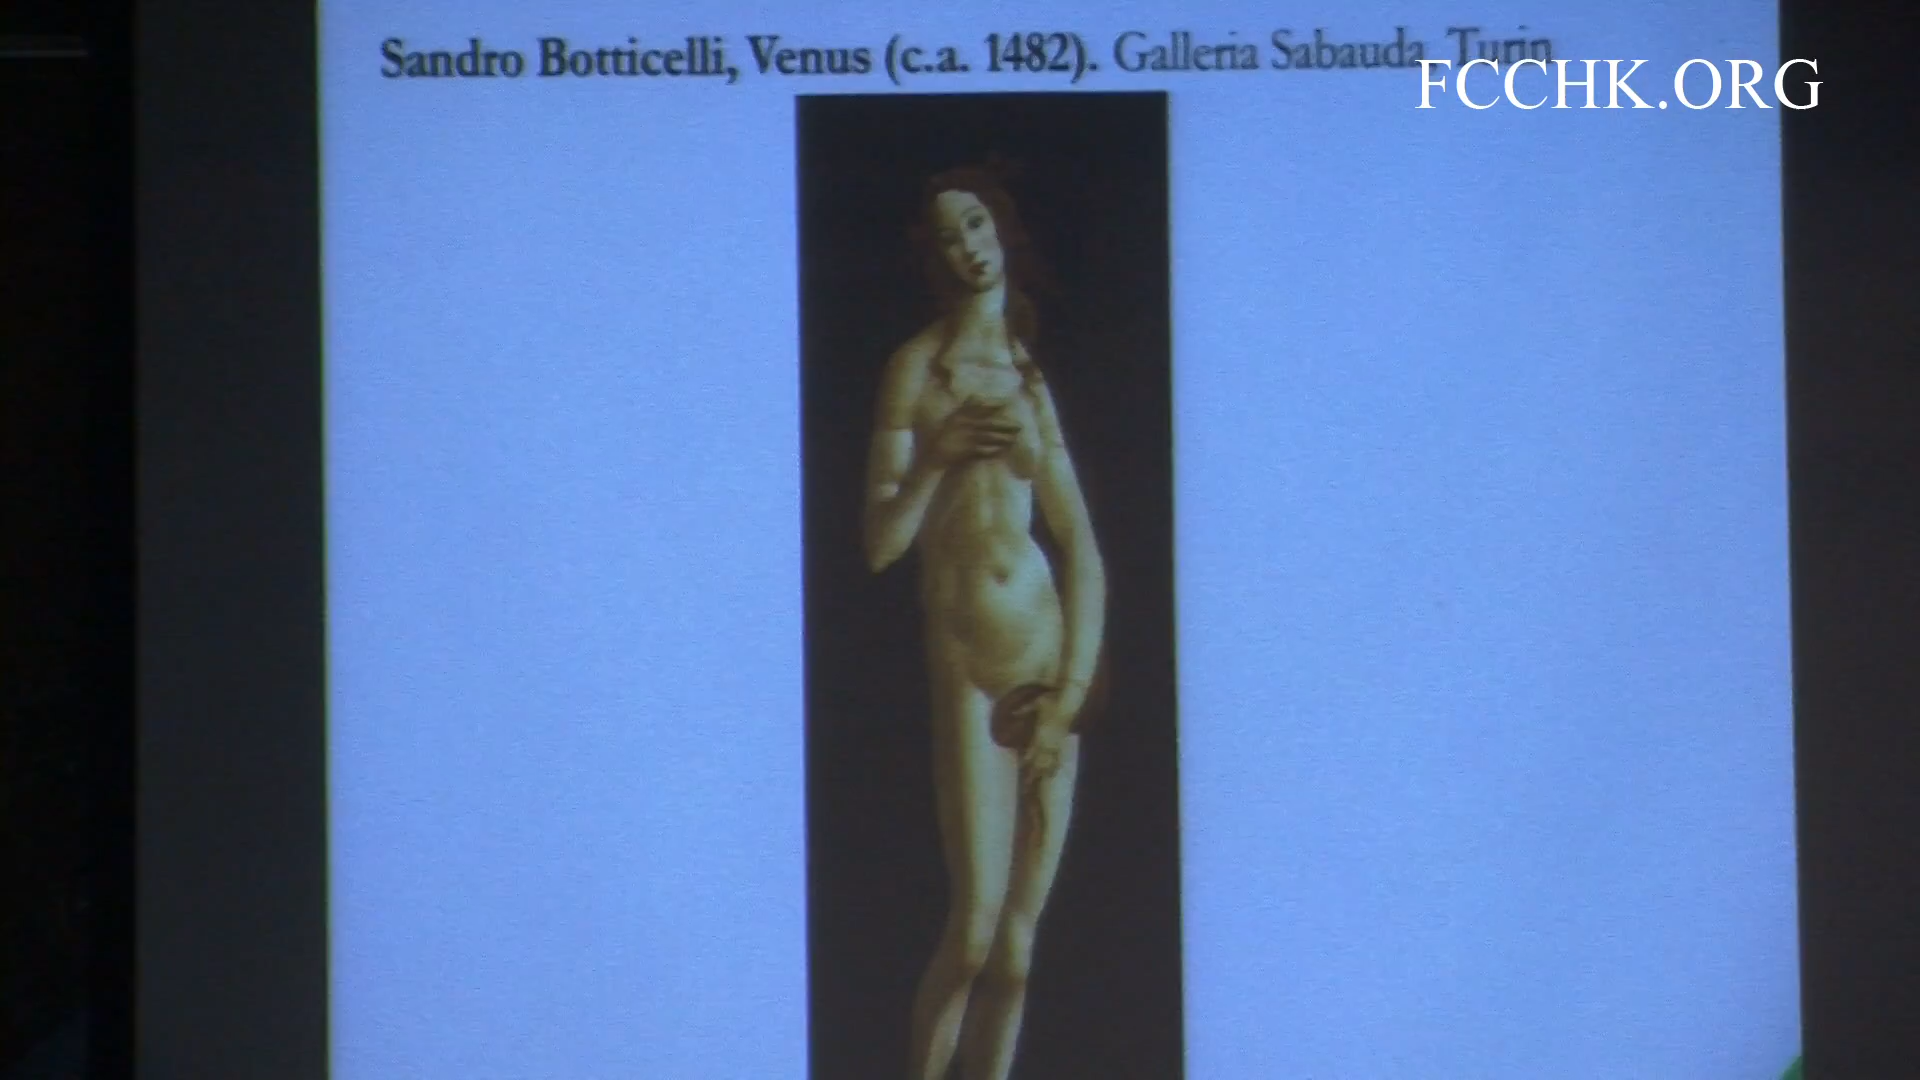 Sandro Botticelli, Venus (c.a. 1482). Galleria Sabauda, Turin
FCCHK.ORG